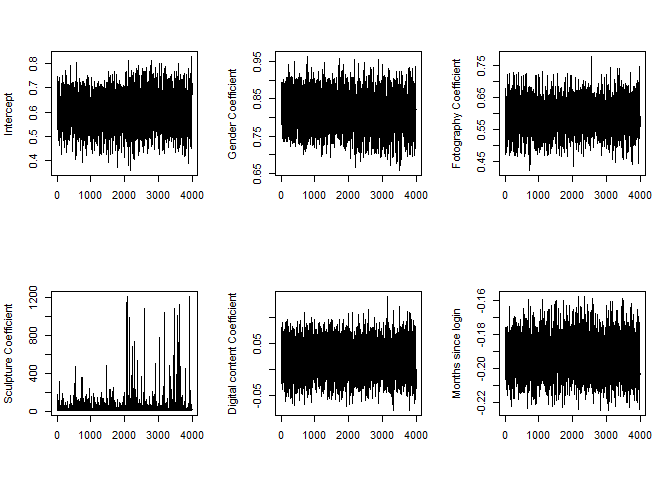 Intercept
0.4 0.5 0.6 0.7 0.8
0 1000 2000 3000 4000
Gender Coefficient
0.65 0.75 0.85 0.95
0 1000 2000 3000 4000
Fotography Coefficient
0.45 0.55 0.65 0.75
0 1000 2000 3000 4000
Sculpture Coefficient
0 400 800 1200
0 1000 2000 3000 4000
Digital content Coefficient
-0.05 0.05
0 1000 2000 3000 4000
Months since login
-0.22 -0.20 -0.18 -0.16
0 1000 2000 3000 4000